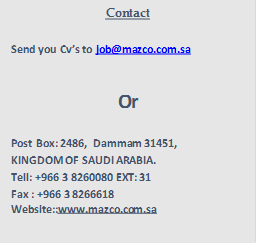 Contact
Send you Cv's to job@mazco.com.sa
Or
Post Box: 2486, Dammam 31451,
KINGDOM OF SAUDI ARABIA.
Tell: +966 3 8260080 EXT: 31
Fax : +966 3 8266618
Website::www.mazco.com.sa